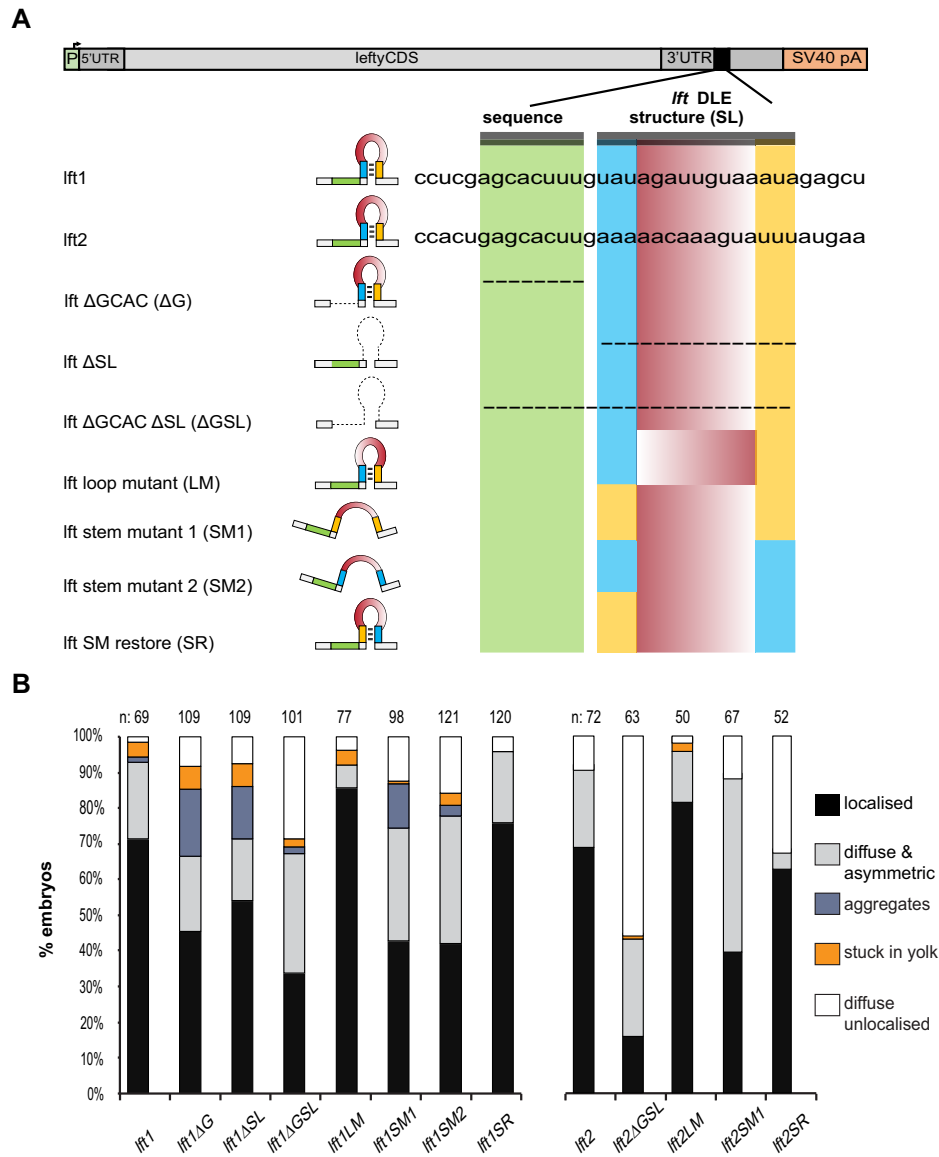 A
P 5'UTR leftyCDS 3'UTR SV40 pA
lft DLE
sequence structure (SL)
lft1 ccucgagcacuuuguauagauuguaaauagagcu
lft2 ccacugagcacuugaaaaacaaaguauuuaugaa
lft ΔGCAC (ΔG)
lft ΔSL
lft ΔGCAC ΔSL (ΔGSL)
lft loop mutant (LM)
lft stem mutant 1 (SM1)
lft stem mutant 2 (SM2)
lft SM restore (SR)
B
n: 69 109 109 101 77 98 121 120 n: 72 63 50 67 52
100%
90%
80%
70%
60%
50%
40%
30%
20%
10%
0%
% embryos
localised
diffuse &
asymmetric
aggregates
stuck in yolk
diffuse
unlocalised
lft1 lft1ΔG lft1ΔSL lft1ΔGSL lft1LM lft1SM1 lft1SM2 lft1SR lft2 lft2ΔGSL lft2LM lft2SM1 lft2SR